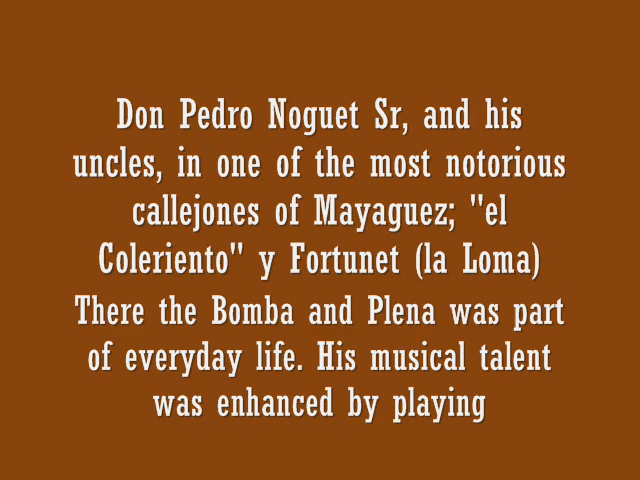 Don Pedro Noguet Sr, and his
uncles, in one of the most notorious
callejones of Mayaguez; "el
Coleriento" y Fortunet (la Loma)
There the Bomba and Plena was part
of everyday life. His musical talent
was enhanced by playing